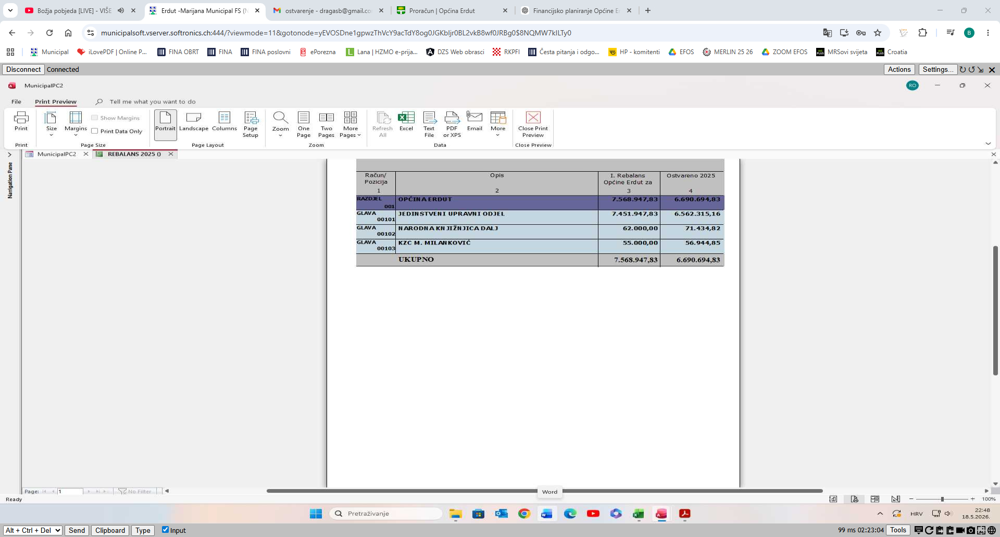 Božja pobjeda [LIVE] - VIŠE
Erdut -Marijana Municipal FS (N
ostvarenje - dragasb@gmail.co
Proračun | Općina Erdut
Financijsko planiranje Općine E
municipalsoft.vserver.softronics.ch:444/?viewmode=11&gotonode=yEVOSDne1gpwzThVcY9acTdY8og0JGKbIjr0BL2vkB8wf0JRBg0$8NQMW7kILTy0
B
Municipal
iLovePDF | Online P...
FINA OBRT
FINA
FINA poslovni
ePorezna
Lana | HZMO e-prija...
DZS Web obrasci
RKPFI
Česta pitanja i odgo...
HP - komitenti
EFOS
MERLIN 25 26
ZOOM EFOS
MRSovi svijeta
Croatia
Disconnect Connected
Actions Settings...
MunicipalPC2
RO
File Print Preview Tell me what you want to do
Print
Size
Margins
Show Margins
Print Data Only
Portrait
Landscape
Columns
Page Setup
Zoom
One Page
Two Pages
More Pages
Refresh All
Excel
Text File
PDF or XPS
Email
More
Close Print Preview
Print Page Size Page Layout Zoom Data Close Preview
MunicipalPC2 REBALANS 2025 ()
Navigation Pane
Račun/ Opis I. Rebalans Ostvareno 2025
Pozicija Općine Erdut za
1 2 3 4
RAZDJEL OPĆINA ERDUT 7.568.947,83 6.690.694,83
001
GLAVA JEDINSTVENI UPRAVNI ODJEL 7.451.947,83 6.562.315,16
00101
GLAVA NARODNA KNJIŽNJICA DALJ 62.000,00 71.434,82
00102
GLAVA KZC M. MILANKOVIĆ 55.000,00 56.944,85
00103
UKUPNO 7.568.947,83 6.690.694,83
Page: 1 No Filter
Word
Ready
100%
Pretraživanje
HRV
22:48
18.5.2026.
Alt + Ctrl + Del Send Clipboard Type Input
99 ms 02:23:04 Tools